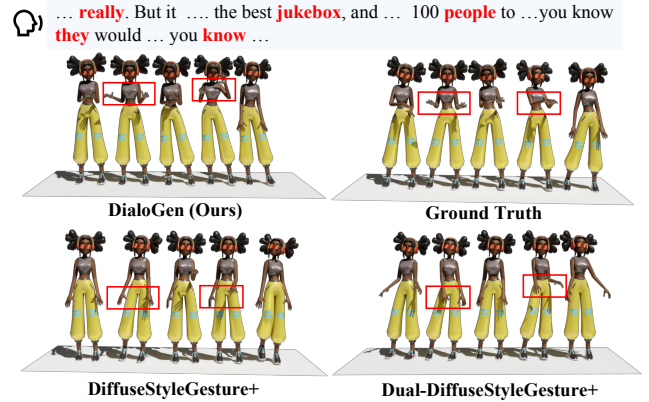 … really. But it …. the best jukebox, and … 100 people to …you know
they would … you know …
DialoGen (Ours)
Ground Truth
DiffuseStyleGesture+
Dual-DiffuseStyleGesture+